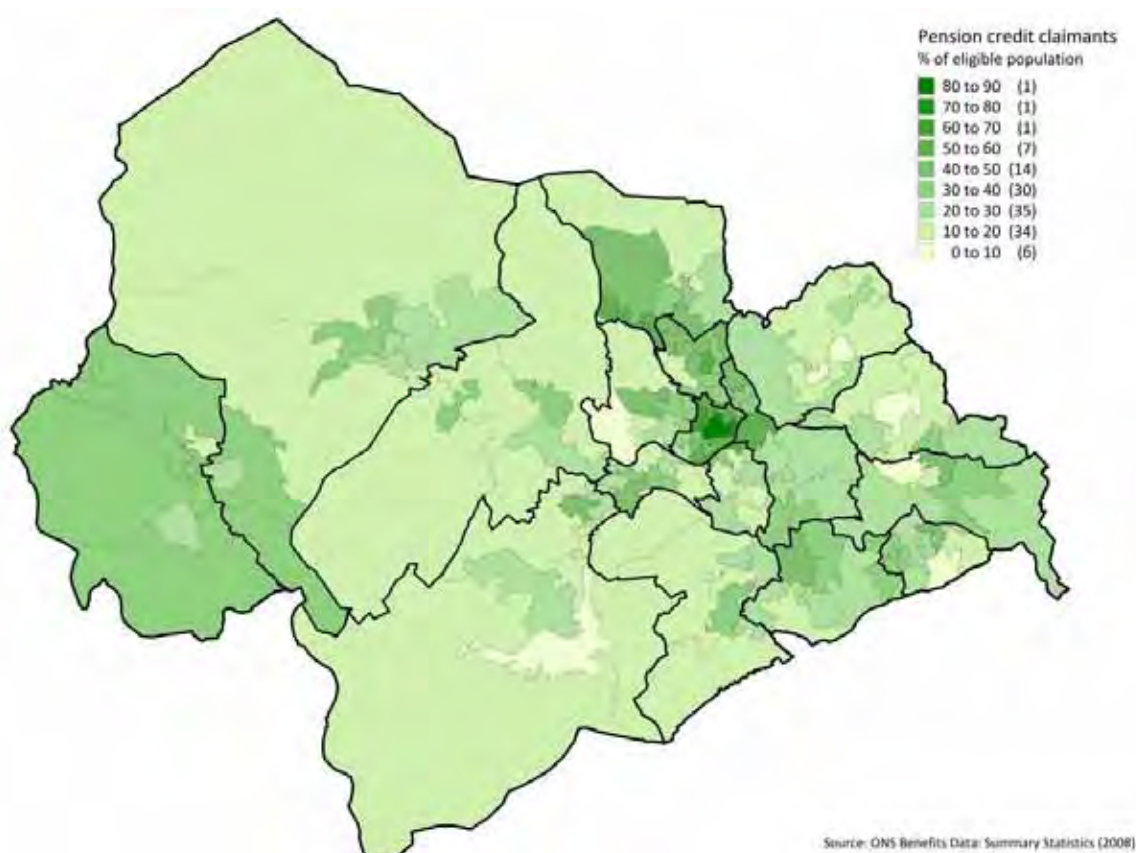 Pension credit claimants
% of eligible population
80 to 90 (1)
70 to 80 (1)
60 to 70 (1)
50 to 60 (7)
40 to 50 (14)
30 to 40 (30)
20 to 30 (35)
10 to 20 (34)
0 to 10 (6)
Source: ONS Benefits Data: Summary Statistics (2008)